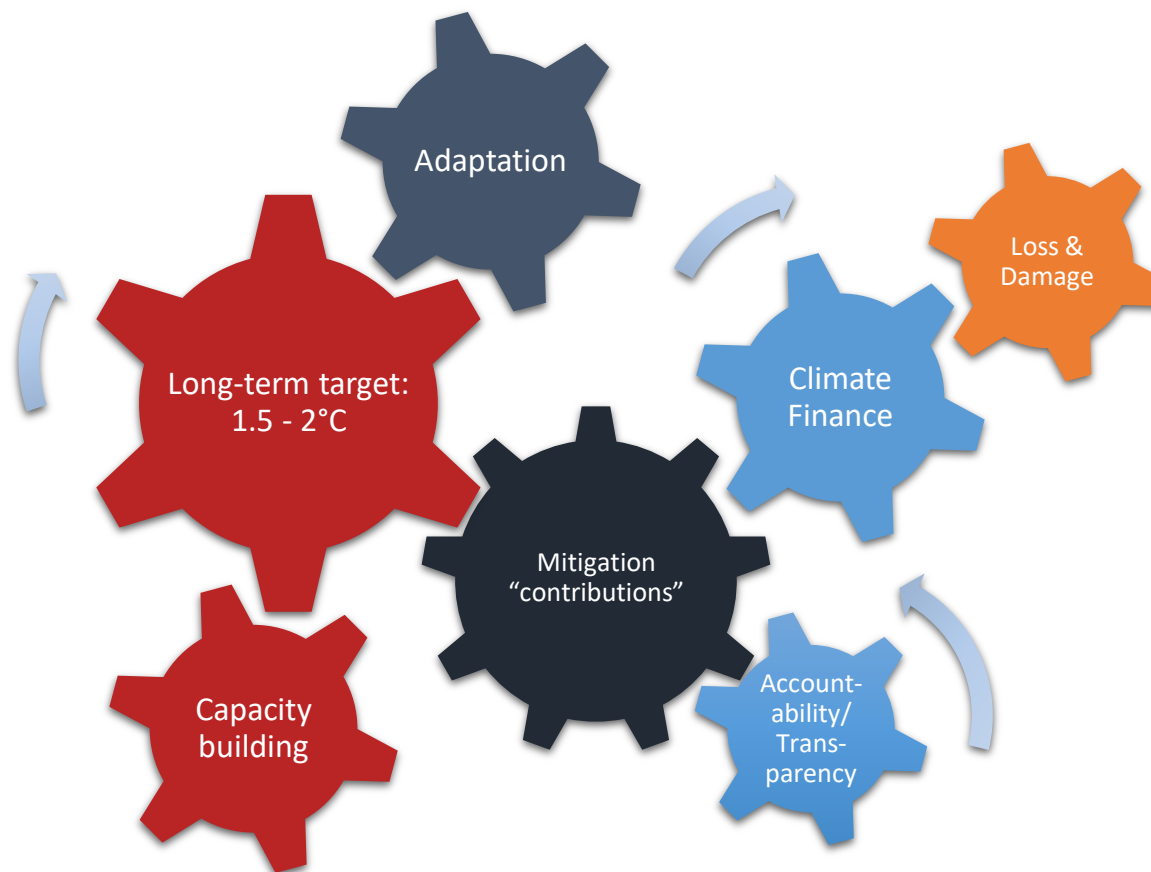 Adaptation
Loss &
Damage
Long-term target:
1.5 - 2°C
Climate
Finance
Mitigation
“contributions”
Capacity
building
Account-
ability/
Trans-
parency